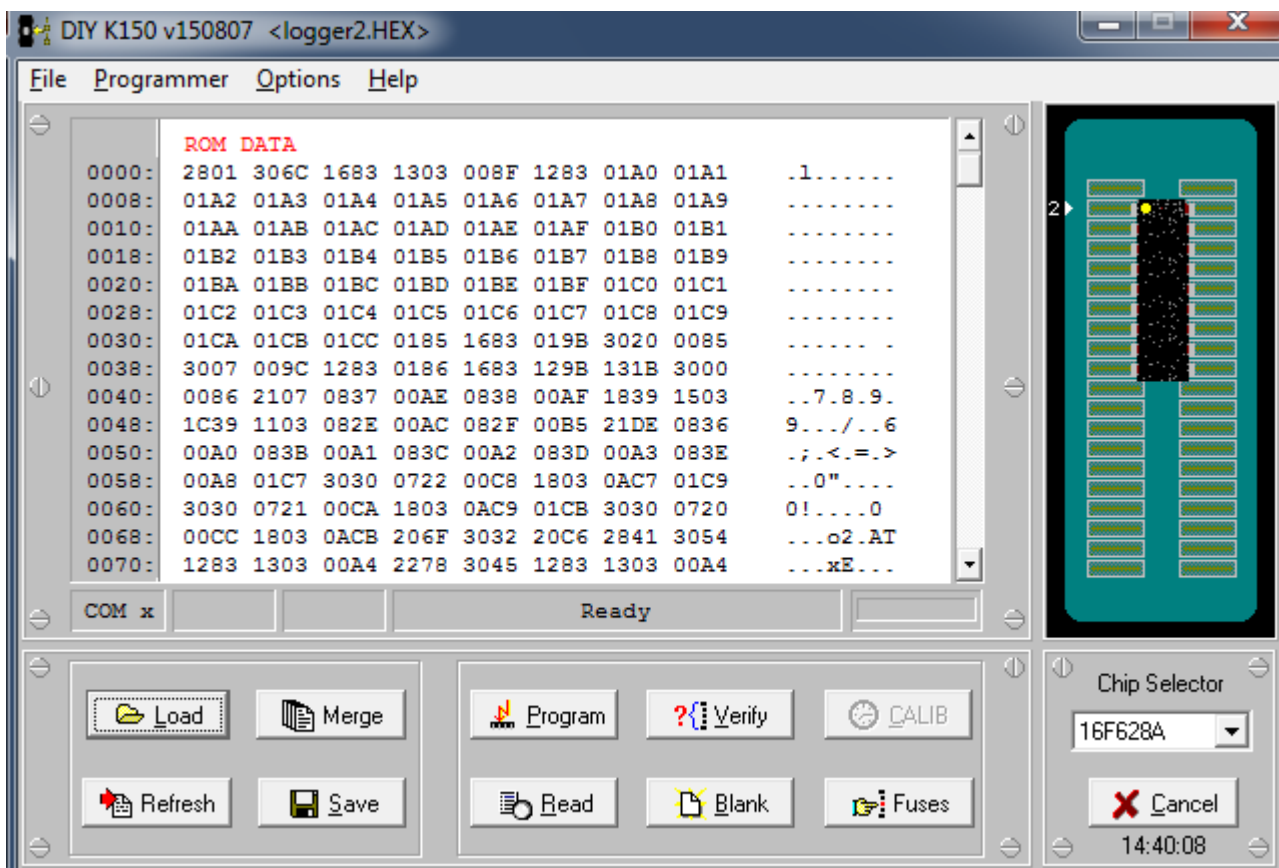 DIY K150 v150807 <logger2.HEX>
File Programmer Options Help
ROM DATA
0000: 2801 306C 1683 1303 008F 1283 01A0 01A1 .l......
0008: 01A2 01A3 01A4 01A5 01A6 01A7 01A8 01A9 ........
0010: 01AA 01AB 01AC 01AD 01AE 01AF 01B0 01B1 ........
0018: 01B2 01B3 01B4 01B5 01B6 01B7 01B8 01B9 ........
0020: 01BA 01BB 01BC 01BD 01BE 01BF 01C0 01C1 ........
0028: 01C2 01C3 01C4 01C5 01C6 01C7 01C8 01C9 ........
0030: 01CA 01CB 01CC 0185 1683 019B 3020 0085 ...... .
0038: 3007 009C 1283 0186 1683 129B 131B 3000 ........
0040: 0086 2107 0837 00AE 0838 00AF 1839 1503 ..7.8.9.
0048: 1C39 1103 082E 00AC 082F 00B5 21DE 0836 9.../..6
0050: 00A0 083B 00A1 083C 00A2 083D 00A3 083E .;.<.=.>
0058: 00A8 01C7 3030 0722 00C8 1803 0AC7 01C9 ..0"....
0060: 3030 0721 00CA 1803 0AC9 01CB 3030 0720 0!....0
0068: 00CC 1803 0ACB 206F 3032 20C6 2841 3054 ...o2.AT
0070: 1283 1303 00A4 2278 3045 1283 1303 00A4 ...xE...
2
COM x Ready
Load Merge Program Verify CALIB
Refresh Save Read Blank Fuses
Chip Selector
16F628A
Cancel
14:40:08